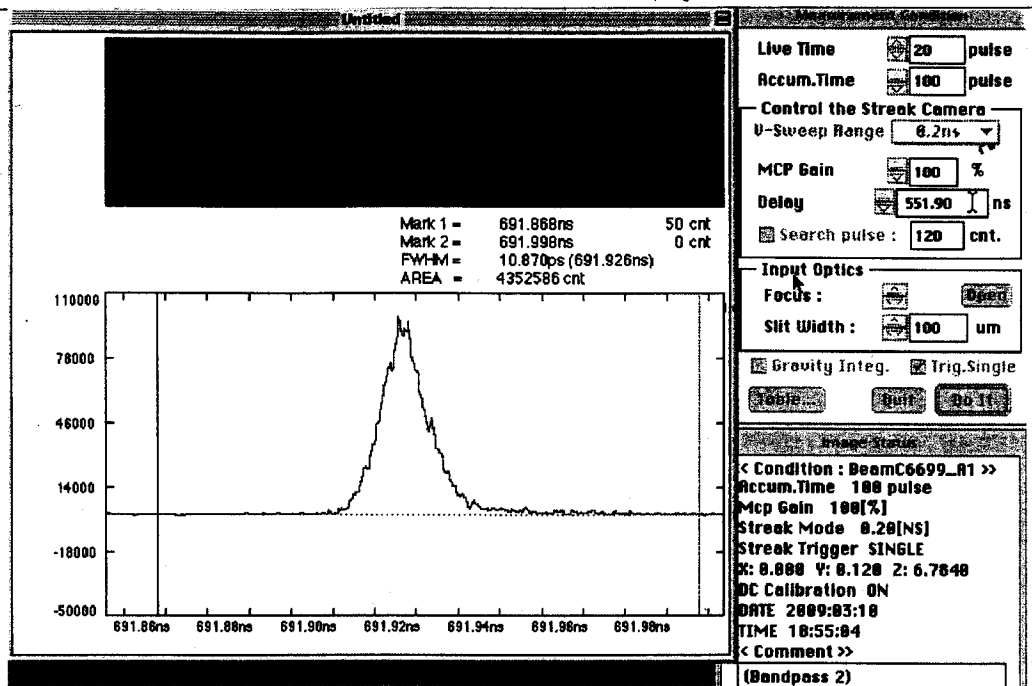 Untitled
Mark 1 = 691.868ns 50 cnt
Mark 2 = 691.998ns 0 cnt
FWHM = 10.870ps (691.926ns)
AREA = 4352586 cnt
110000
78000
46000
14000
-18000
-50000
691.86ns 691.88ns 691.90ns 691.92ns 691.94ns 691.96ns 691.98ns
Measurement Condition
Live Time 20 pulse
Accum.Time 100 pulse
Control the Streak Camera
V-Sweep Range 0.2ns
MCP Gain 100 %
Delay 551.90 ns
Search pulse : 120 cnt.
Input Optics
Focus : Open
Slit Width : 100 um
Gravity Integ. Trig.Single
Table... Quit Do It
Image Status
< Condition : BeamC6699_A1 >>
Accum.Time 100 pulse
Mcp Gain 100[%]
Streak Mode 0.20[NS]
Streak Trigger SINGLE
X: 0.000 Y: 0.120 Z: 6.7840
DC Calibration ON
DATE 2009:03:10
TIME 10:55:04
< Comment >>
(Bandpass 2)